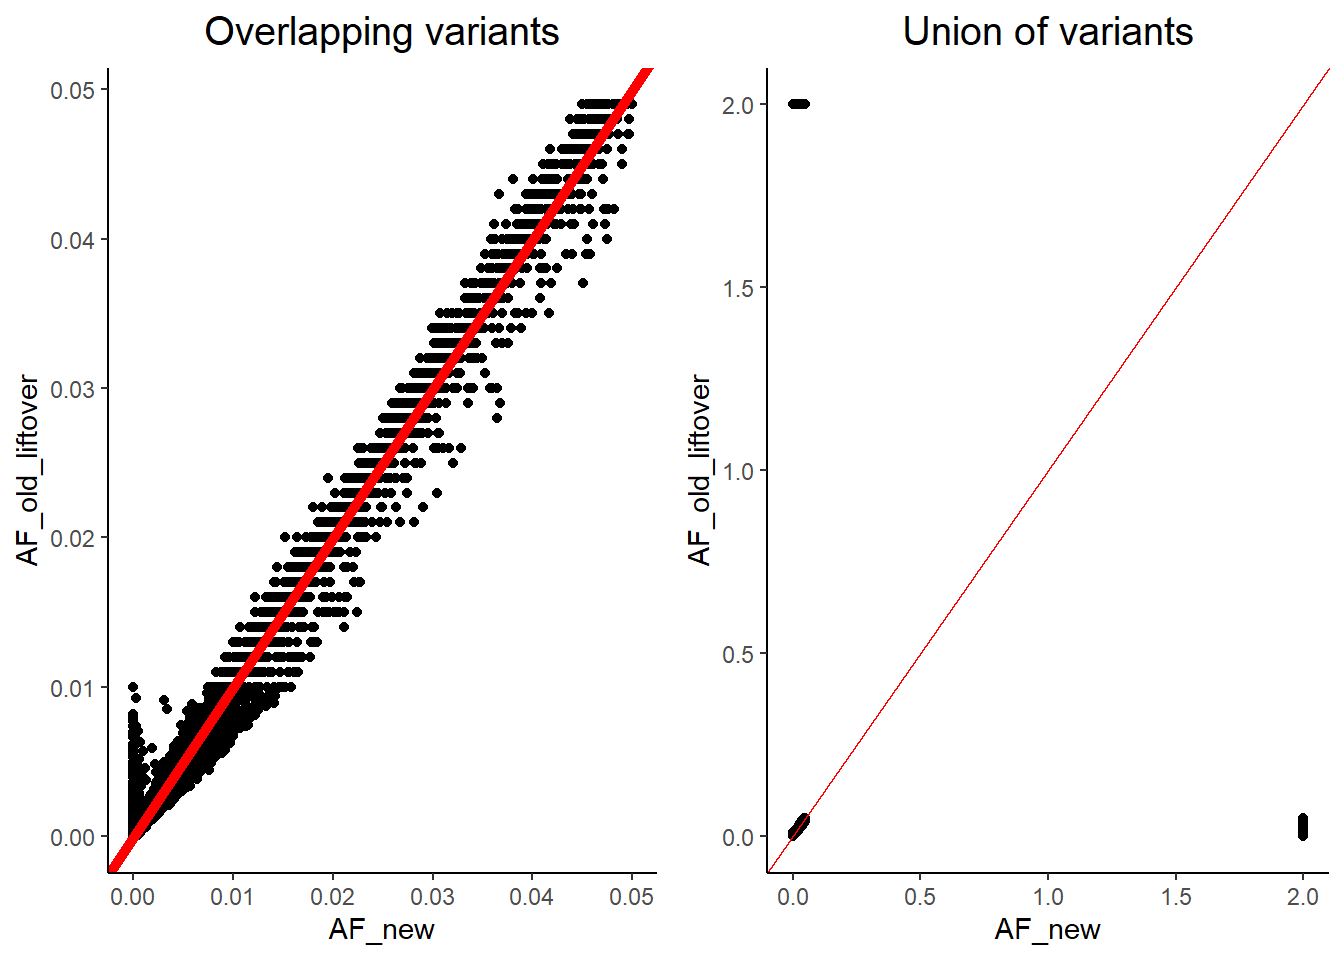 Overlapping variants
0.05
0.04
0.03
0.02
0.01
0.00
AF_old_liftover
0.00 0.01 0.02 0.03 0.04 0.05
AF_new
Union of variants
2.0
1.5
1.0
0.5
0.0
AF_old_liftover
0.0 0.5 1.0 1.5 2.0
AF_new